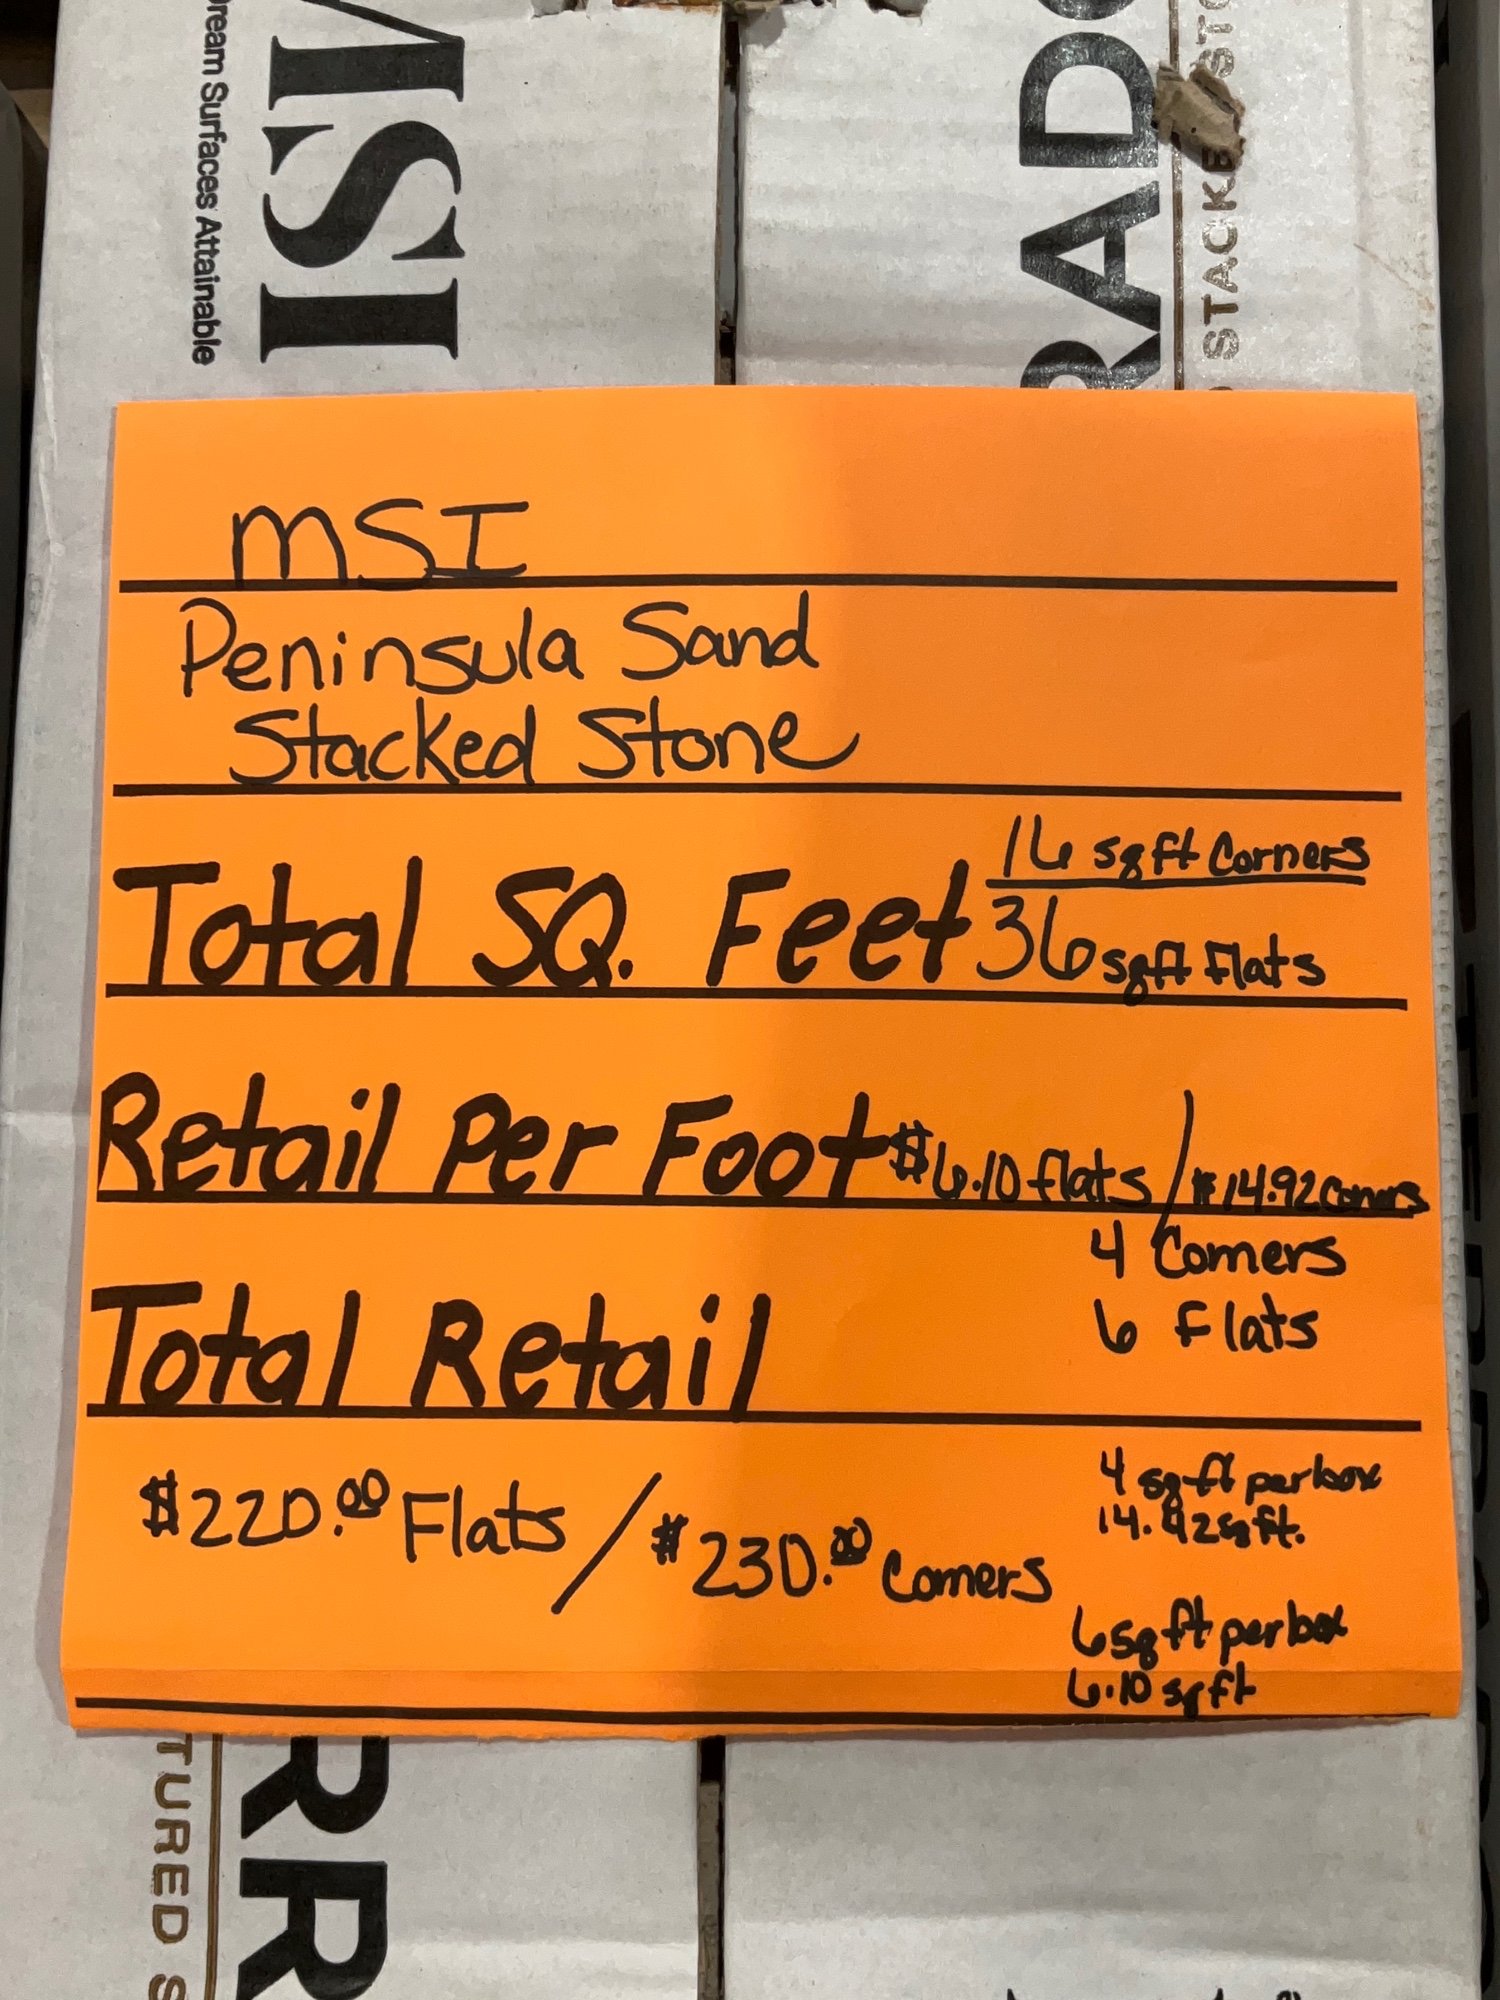 MSI
Dream Surfaces Attainable
RADO
STACKED STO
MSI
Peninsula Sand
Stacked Stone
16 sqft Corners
Total SQ. Feet 36 sqft Flats
Retail Per Foot $6.10 flats / $14.92 Corners
4 Corners
6 Flats
Total Retail
$220.00 Flats / $230.00 Corners
4 sqft per box
14.92 sqft.
6 sqft per box
6.10 sqft
RR
TURED S